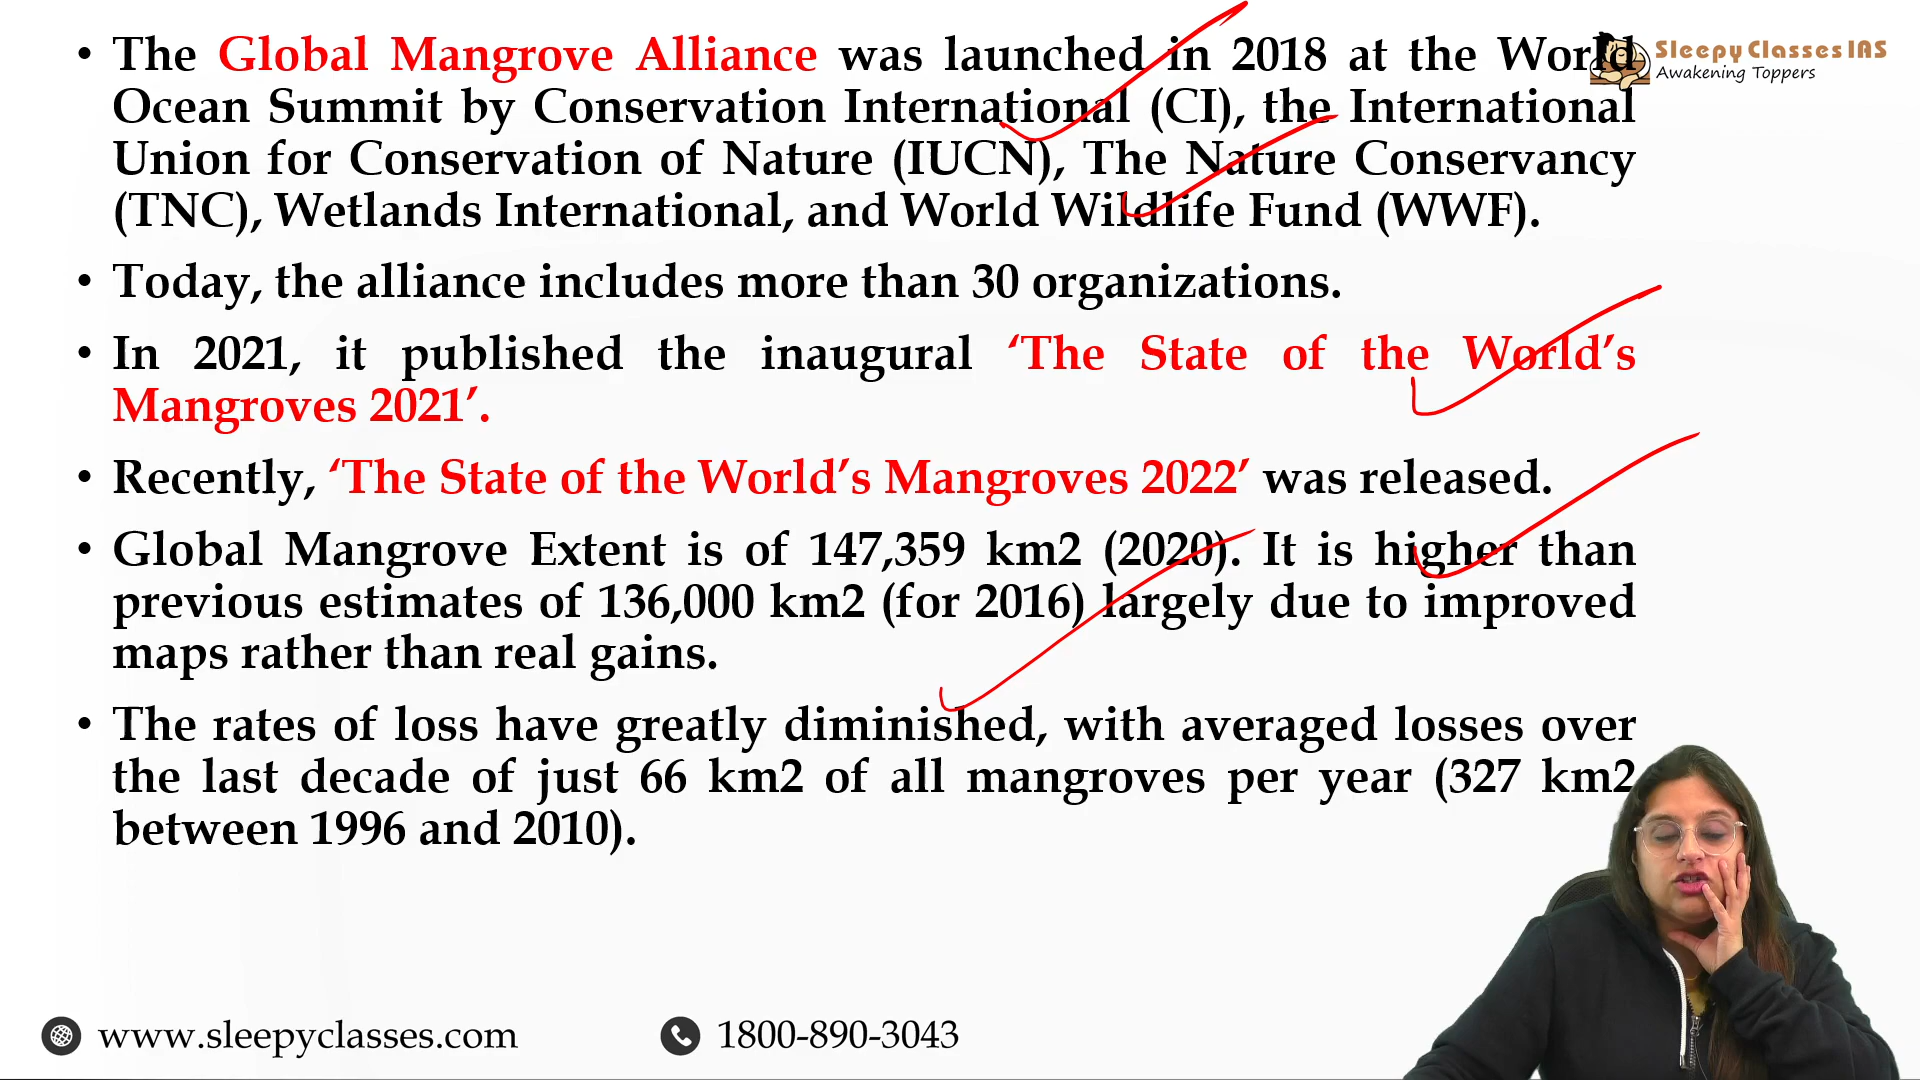 • The Global Mangrove Alliance was launched in 2018 at the World
Ocean Summit by Conservation International (CI), the International
Union for Conservation of Nature (IUCN), The Nature Conservancy
(TNC), Wetlands International, and World Wildlife Fund (WWF).
• Today, the alliance includes more than 30 organizations.
• In 2021, it published the inaugural ‘The State of the World’s
Mangroves 2021’.
• Recently, ‘The State of the World’s Mangroves 2022’ was released.
• Global Mangrove Extent is of 147,359 km2 (2020). It is higher than
previous estimates of 136,000 km2 (for 2016) largely due to improved
maps rather than real gains.
• The rates of loss have greatly diminished, with averaged losses over
the last decade of just 66 km2 of all mangroves per year (327 km2
between 1996 and 2010).
Sleepy Classes IAS
Awakening Toppers
www.sleepyclasses.com
1800-890-3043